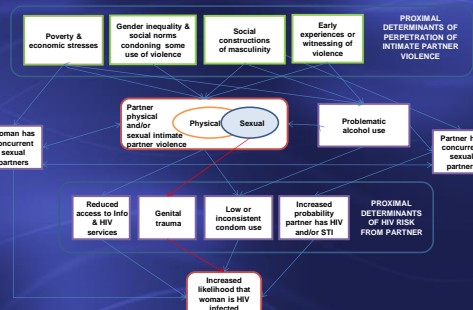 Poverty &
economic stresses
Gender inequality &
social norms
condoning some
use of violence
Social
constructions
of masculinity
Early
experiences or
witnessing of
violence
PROXIMAL
DETERMINANTS OF
PERPETRATION OF
INTIMATE PARTNER
VIOLENCE
Partner
physical
and/or
sexual intimate
partner violence
Physical
Sexual
Problematic
alcohol use
oman has
oncurrent
sexual
partners
Partner h
concurre
sexual
partner
Reduced
access to Info
& HIV
services
Genital
trauma
Low or
inconsistent
condom use
Increased
probability
partner has HIV
and/or STI
PROXIMAL
DETERMINANTS
OF HIV RISK
FROM PARTNER
Increased
likelihood that
woman is HIV
infected